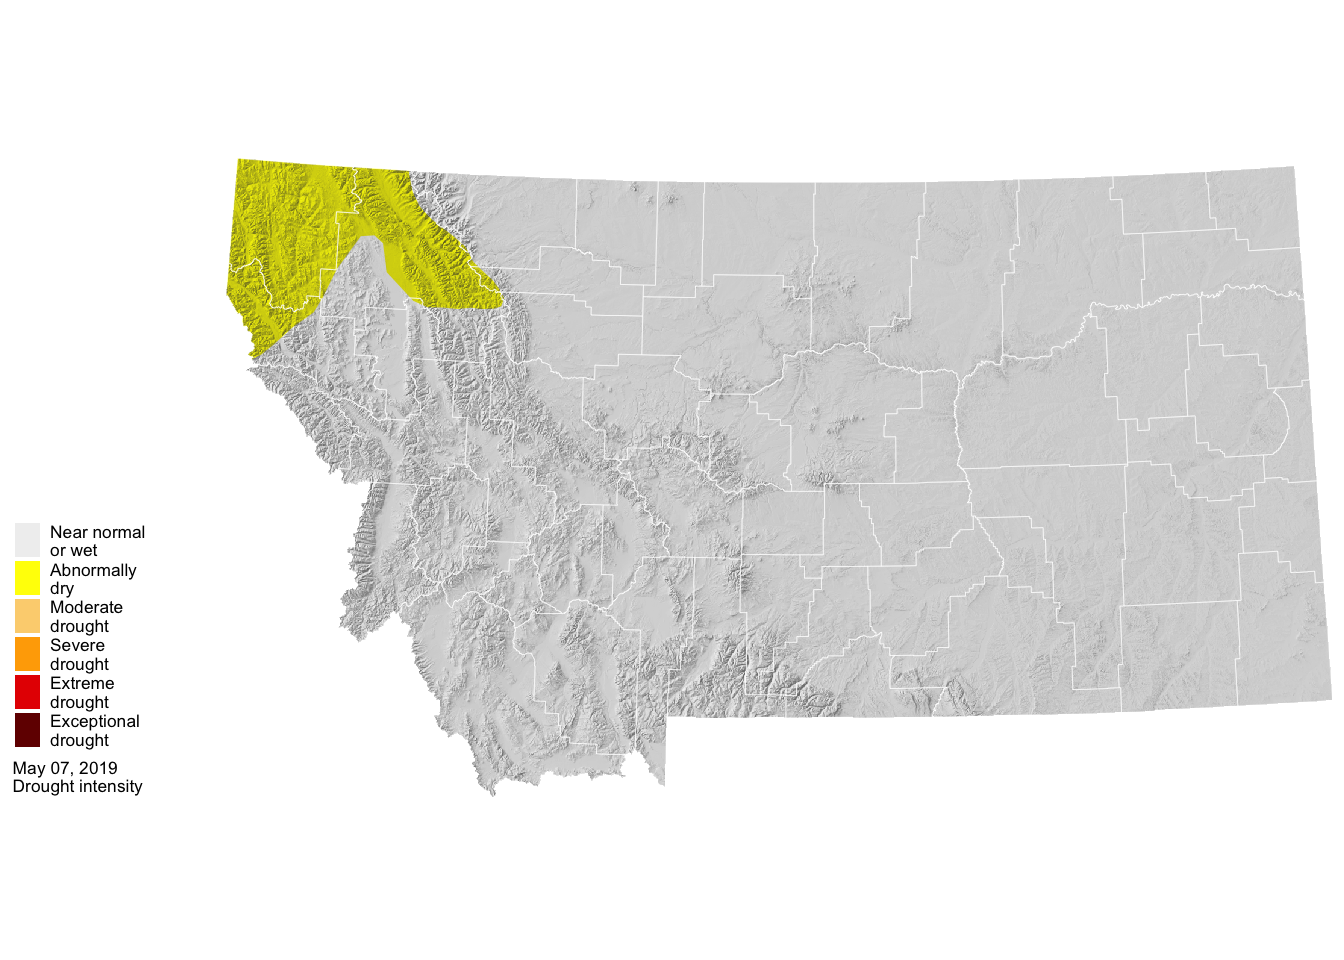 Near normal
or wet
Abnormally
dry
Moderate
drought
Severe
drought
Extreme
drought
Exceptional
drought
May 07, 2019
Drought intensity